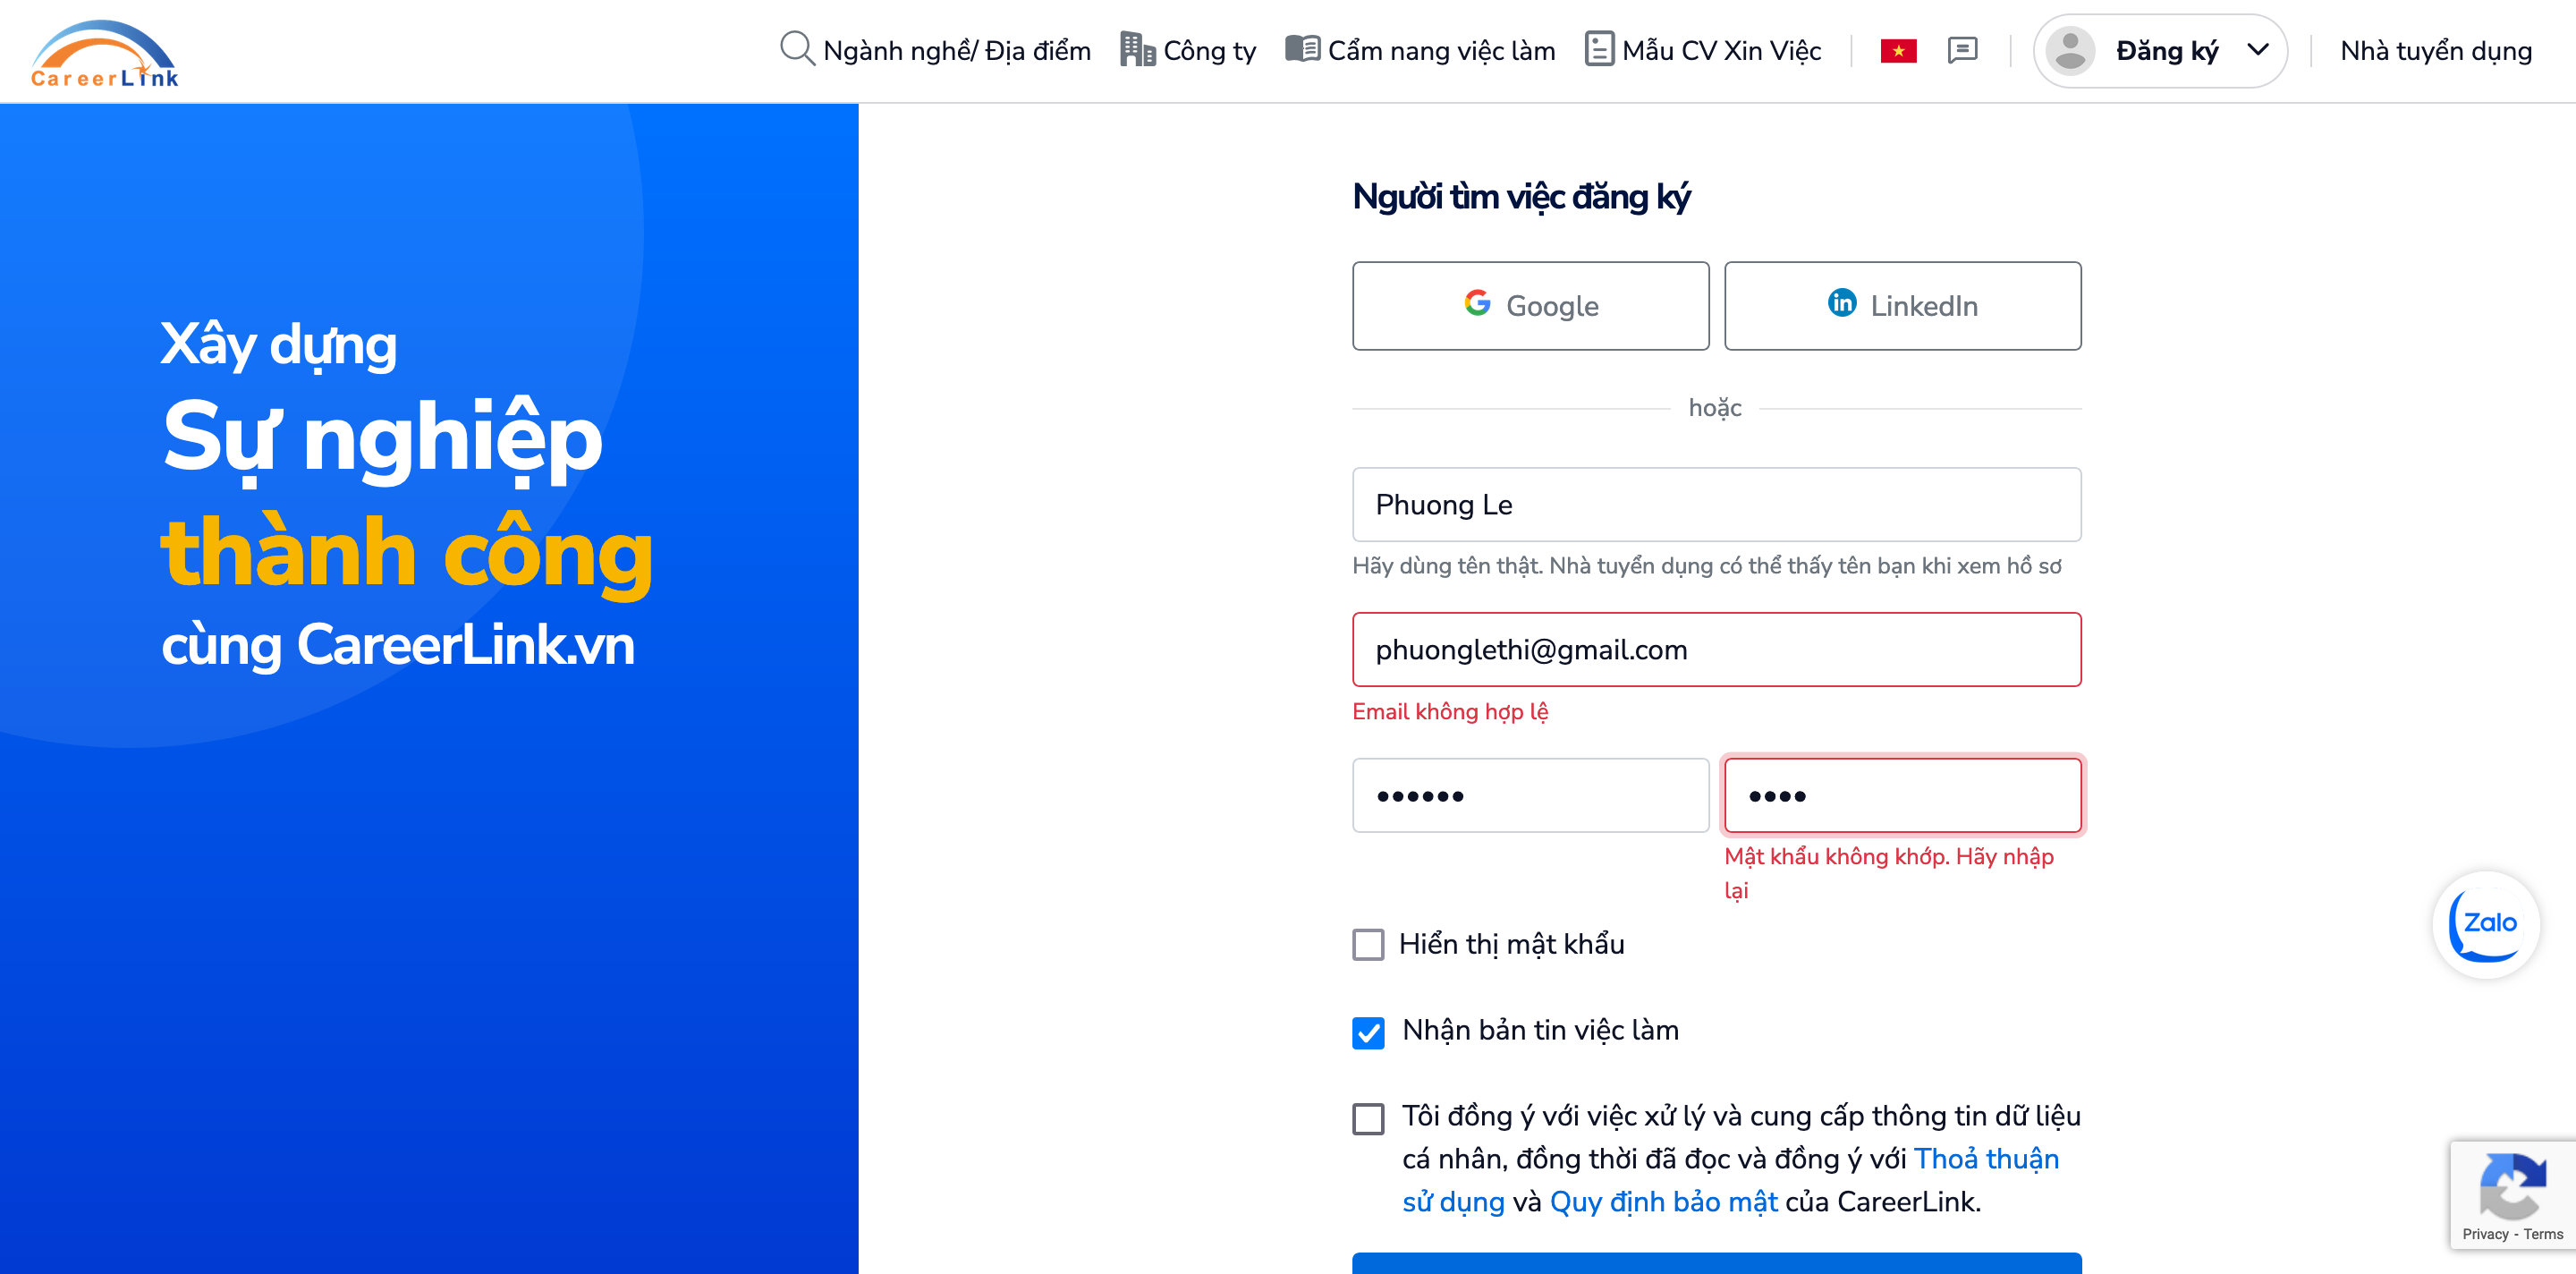 CareerLink
Ngành nghề/ Địa điểm
Công ty
Cẩm nang việc làm
Mẫu CV Xin Việc
Đăng ký
Nhà tuyển dụng
Xây dựng
Sự nghiệp
thành công
cùng CareerLink.vn
Người tìm việc đăng ký
Google
LinkedIn
hoặc
Phuong Le
Hãy dùng tên thật. Nhà tuyển dụng có thể thấy tên bạn khi xem hồ sơ
phuonglethi@gmail.com
Email không hợp lệ
Mật khẩu không khớp. Hãy nhập
lại
Hiển thị mật khẩu
Nhận bản tin việc làm
Tôi đồng ý với việc xử lý và cung cấp thông tin dữ liệu
cá nhân, đồng thời đã đọc và đồng ý với Thoả thuận
sử dụng và Quy định bảo mật của CareerLink.
Zalo
Privacy - Terms